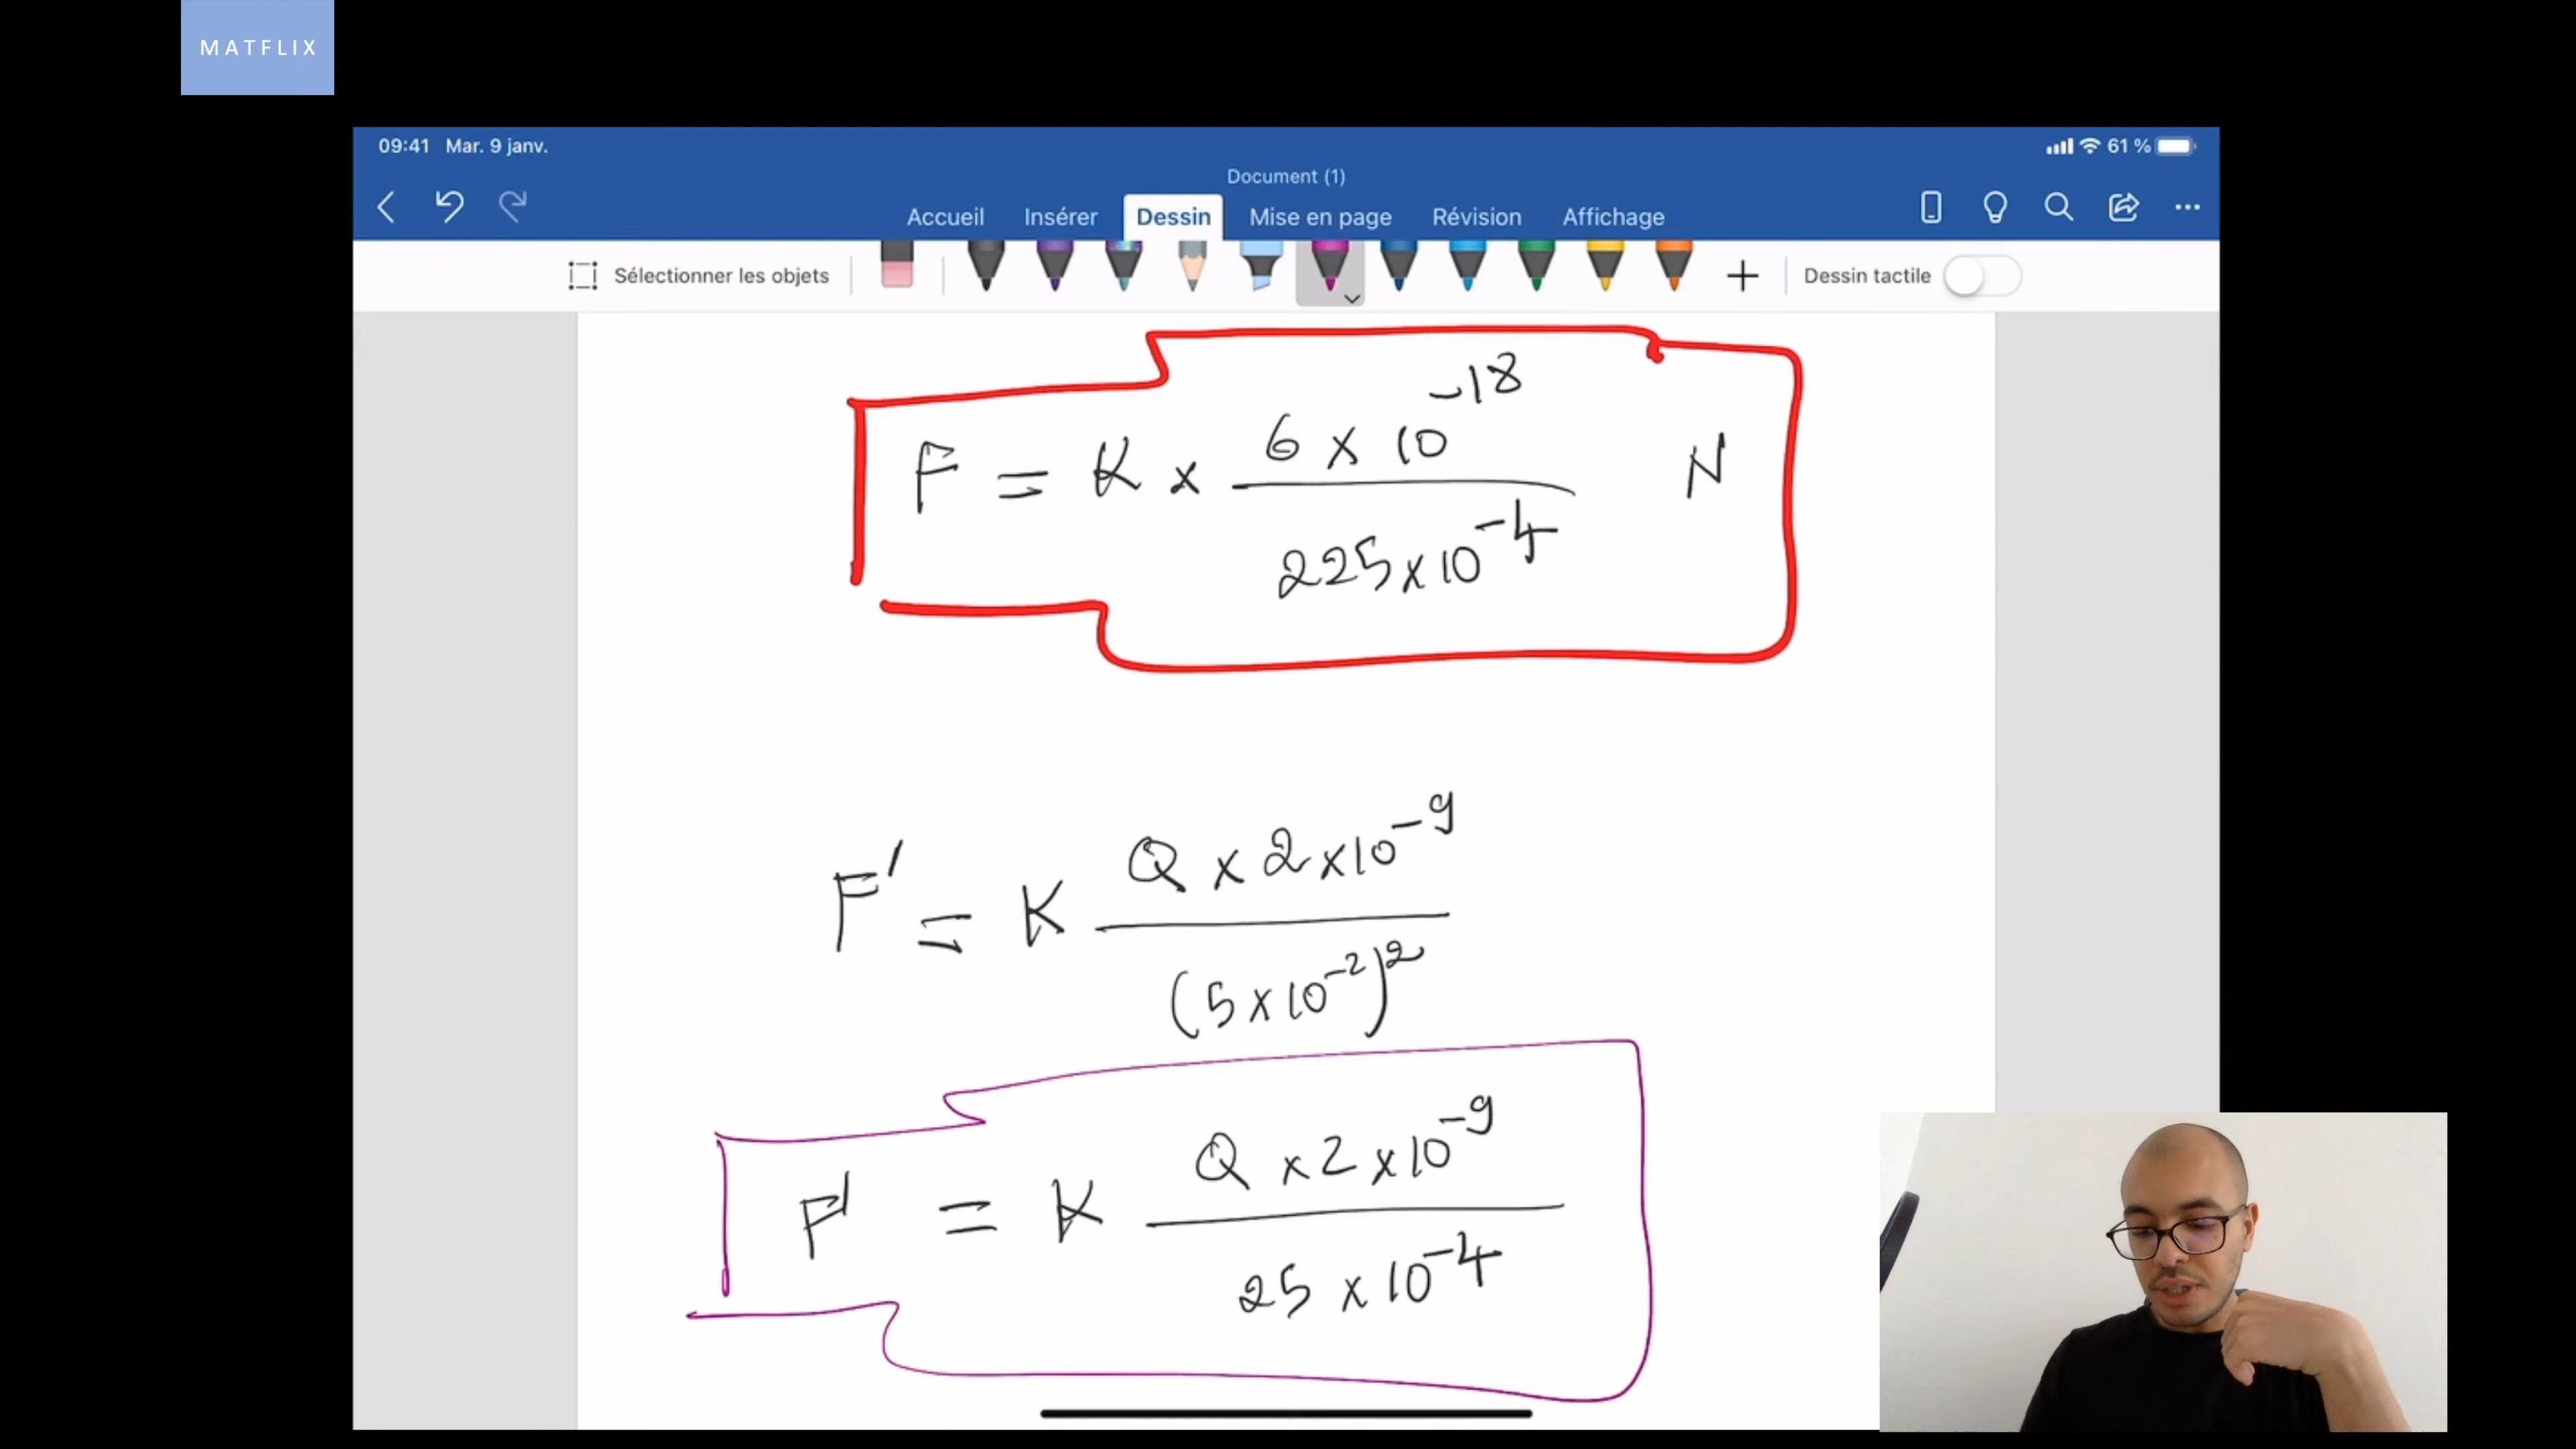 MATFLIX
09:41 Mar. 9 janv.
61 %
Document (1)
Accueil Insérer Dessin Mise en page Révision Affichage
Sélectionner les objets
Dessin tactile
F = K × (6 × 10^-18) / (225 × 10^-4) N
F' = K (Q × 2 × 10^-9) / (5 × 10^-2)^2
F' = K (Q × 2 × 10^-9) / (25 × 10^-4)